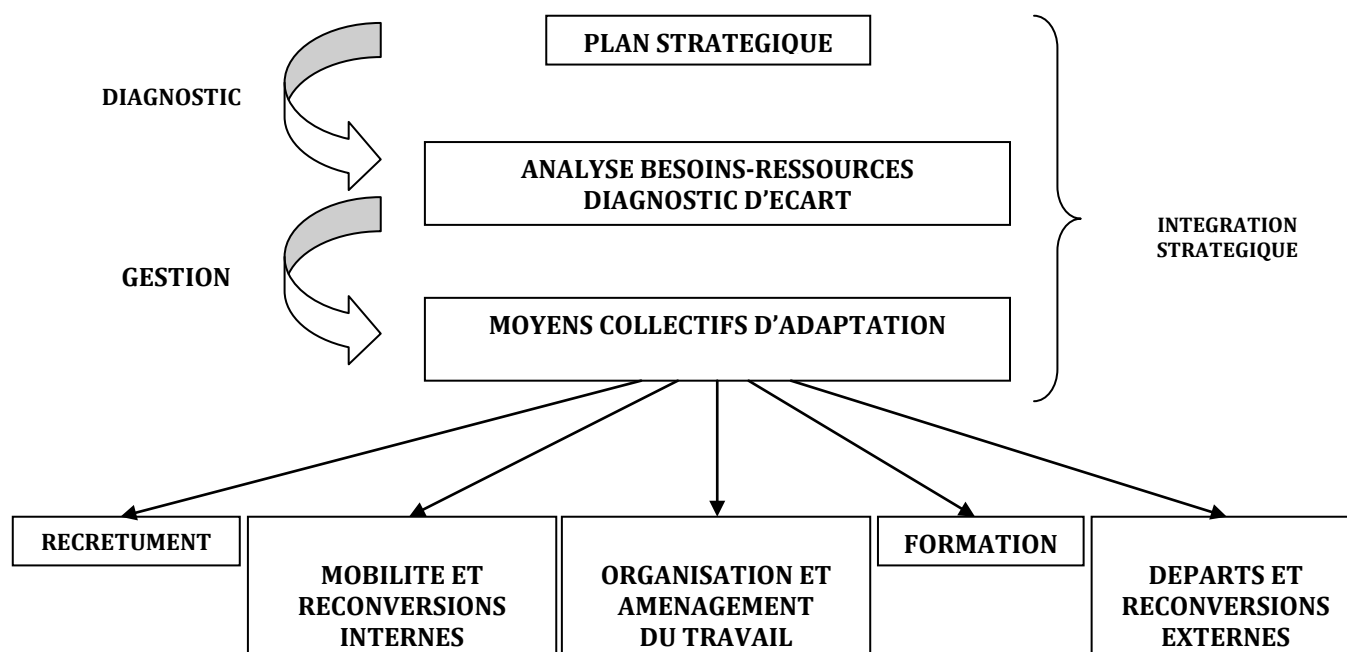 PLAN STRATEGIQUE
DIAGNOSTIC
ANALYSE BESOINS-RESSOURCES
DIAGNOSTIC D'ECART
INTEGRATION
STRATEGIQUE
GESTION
MOYENS COLLECTIFS D’ADAPTATION
RECRETUMENT
MOBILITE ET
RECONVERSIONS
INTERNES
ORGANISATION ET
AMENAGEMENT
DU TRAVAIL
FORMATION
DEPARTS ET
RECONVERSIONS
EXTERNES